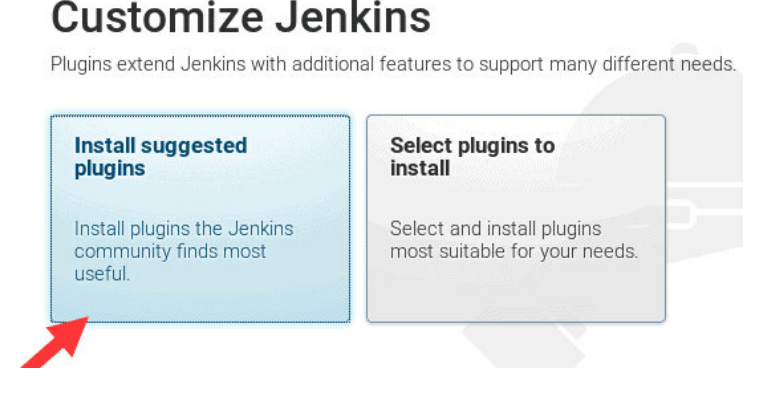 Customize Jenkins
Plugins extend Jenkins with additional features to support many different needs.
Install suggested
plugins
Install plugins the Jenkins
community finds most
useful.
Select plugins to
install
Select and install plugins
most suitable for your needs.